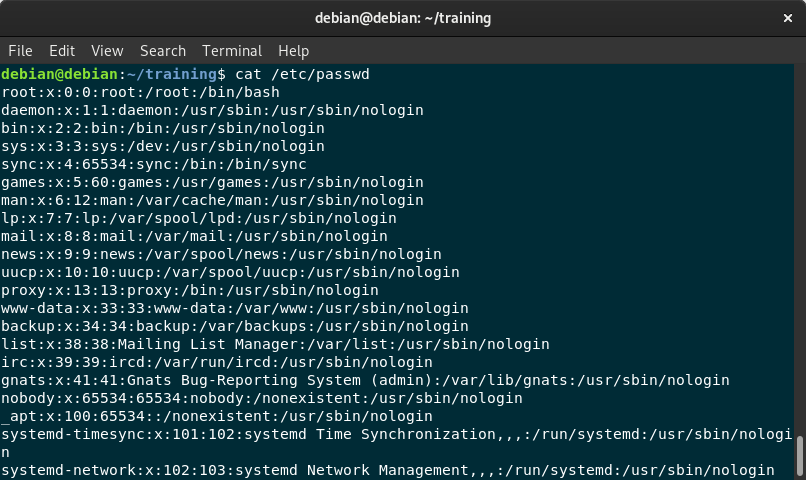 debian@debian: ~/training
File Edit View Search Terminal Help
debian@debian:~/training$ cat /etc/passwd
root:x:0:0:root:/root:/bin/bash
daemon:x:1:1:daemon:/usr/sbin:/usr/sbin/nologin
bin:x:2:2:bin:/bin:/usr/sbin/nologin
sys:x:3:3:sys:/dev:/usr/sbin/nologin
sync:x:4:65534:sync:/bin:/bin/sync
games:x:5:60:games:/usr/games:/usr/sbin/nologin
man:x:6:12:man:/var/cache/man:/usr/sbin/nologin
lp:x:7:7:lp:/var/spool/lpd:/usr/sbin/nologin
mail:x:8:8:mail:/var/mail:/usr/sbin/nologin
news:x:9:9:news:/var/spool/news:/usr/sbin/nologin
uucp:x:10:10:uucp:/var/spool/uucp:/usr/sbin/nologin
proxy:x:13:13:proxy:/bin:/usr/sbin/nologin
www-data:x:33:33:www-data:/var/www:/usr/sbin/nologin
backup:x:34:34:backup:/var/backups:/usr/sbin/nologin
list:x:38:38:Mailing List Manager:/var/list:/usr/sbin/nologin
irc:x:39:39:ircd:/var/run/ircd:/usr/sbin/nologin
gnats:x:41:41:Gnats Bug-Reporting System (admin):/var/lib/gnats:/usr/sbin/nologin
nobody:x:65534:65534:nobody:/nonexistent:/usr/sbin/nologin
_apt:x:100:65534::/nonexistent:/usr/sbin/nologin
systemd-timesync:x:101:102:systemd Time Synchronization,,,:/run/systemd:/usr/sbin/nologi
n
systemd-network:x:102:103:systemd Network Management,,,:/run/systemd:/usr/sbin/nologin